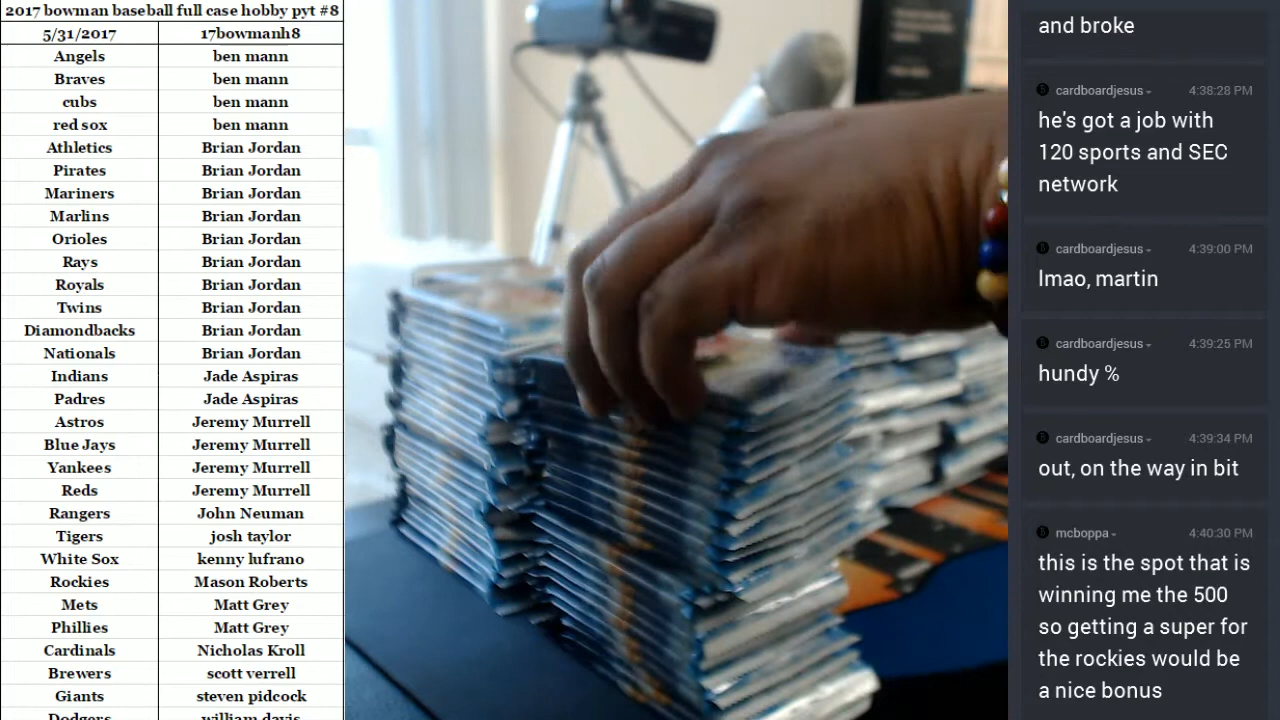 2017 bowman baseball full case hobby pyt #8
5/31/2017 17bowmanh8
Angels ben mann
Braves ben mann
cubs ben mann
red sox ben mann
Athletics Brian Jordan
Pirates Brian Jordan
Mariners Brian Jordan
Marlins Brian Jordan
Orioles Brian Jordan
Rays Brian Jordan
Royals Brian Jordan
Twins Brian Jordan
Diamondbacks Brian Jordan
Nationals Brian Jordan
Indians Jade Aspiras
Padres Jade Aspiras
Astros Jeremy Murrell
Blue Jays Jeremy Murrell
Yankees Jeremy Murrell
Reds Jeremy Murrell
Rangers John Neuman
Tigers josh taylor
White Sox kenny lufrano
Rockies Mason Roberts
Mets Matt Grey
Phillies Matt Grey
Cardinals Nicholas Kroll
Brewers scott verrell
Giants steven pidcock
Dodgers william davis
and broke
cardboardjesus 4:38:28 PM
he's got a job with
120 sports and SEC
network
cardboardjesus 4:39:00 PM
lmao, martin
cardboardjesus 4:39:25 PM
hundy %
cardboardjesus 4:39:34 PM
out, on the way in bit
mcboppa 4:40:30 PM
this is the spot that is
winning me the 500
so getting a super for
the rockies would be
a nice bonus